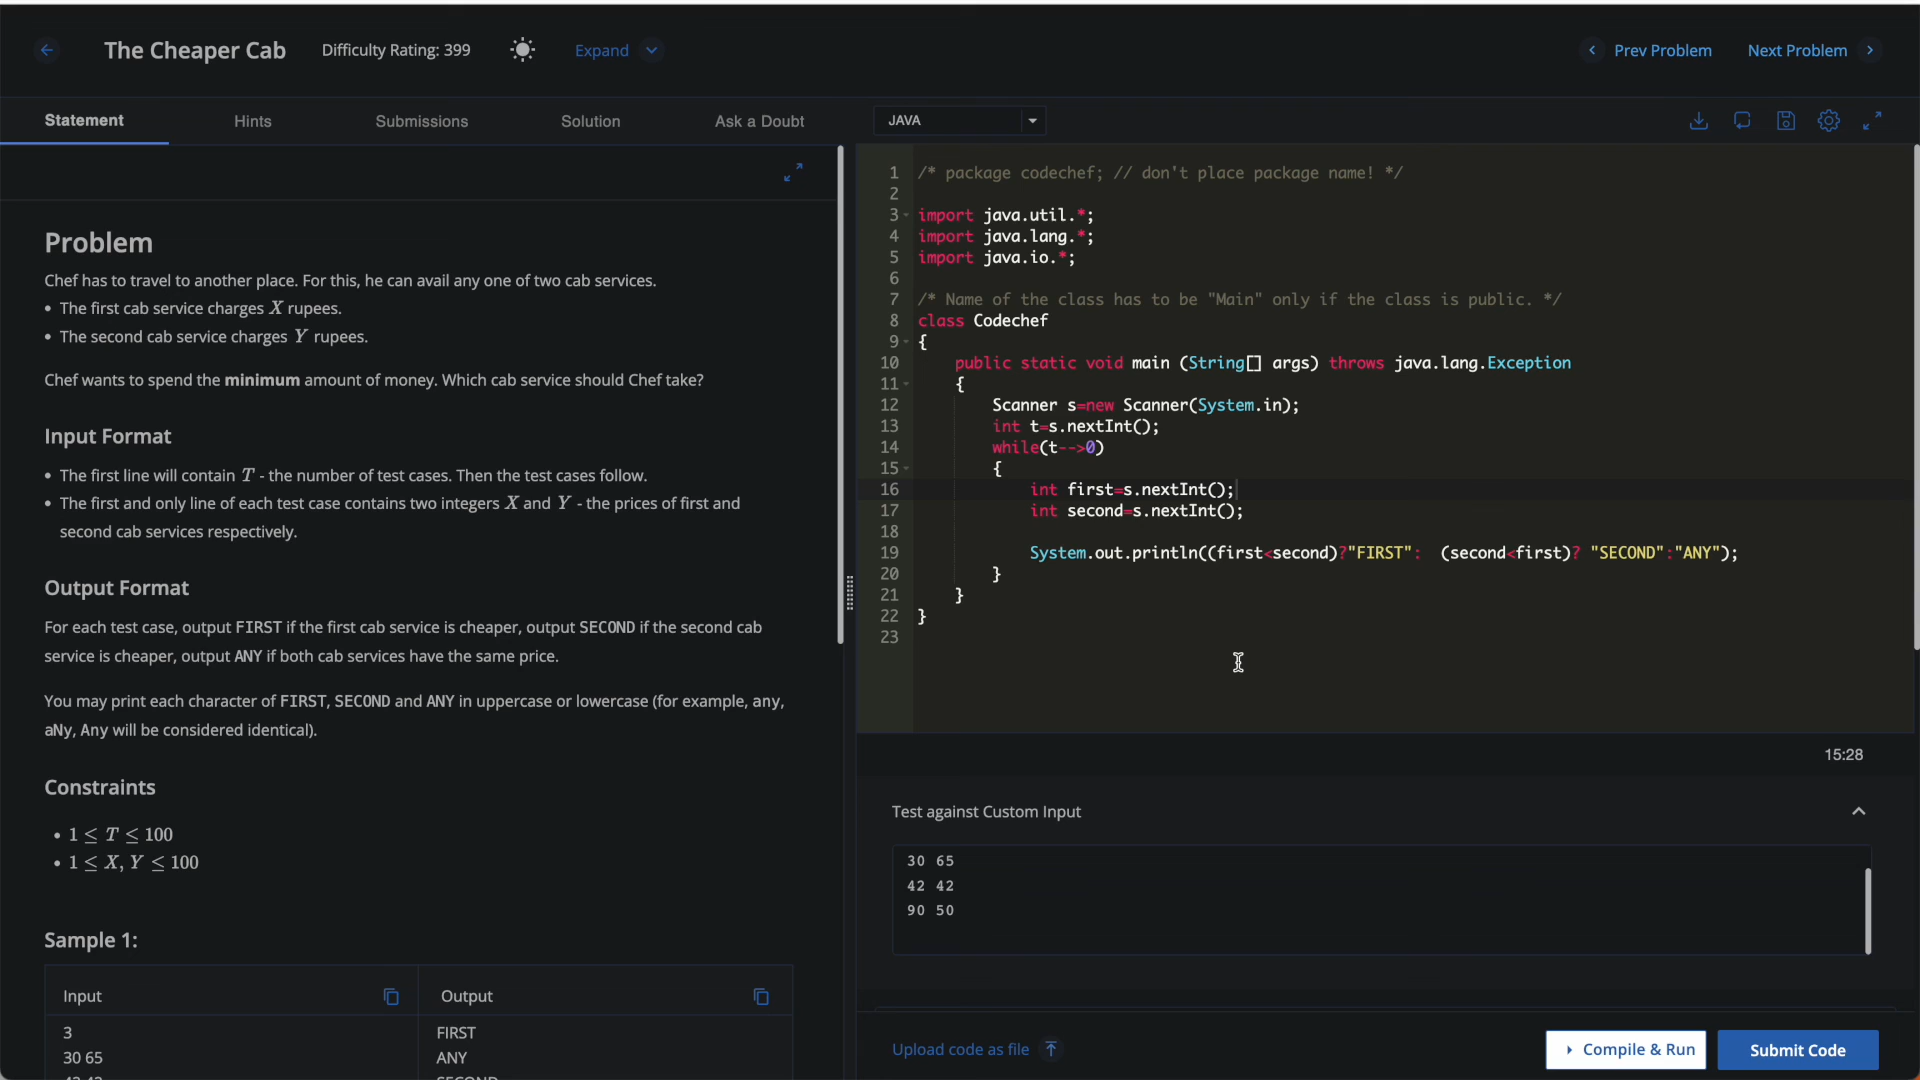 The Cheaper Cab
Difficulty Rating: 399
Expand
Prev Problem
Next Problem
Statement
Hints
Submissions
Solution
Ask a Doubt
Problem
Chef has to travel to another place. For this, he can avail any one of two cab services.
• The first cab service charges X rupees.
• The second cab service charges Y rupees.
Chef wants to spend the minimum amount of money. Which cab service should Chef take?
Input Format
• The first line will contain T - the number of test cases. Then the test cases follow.
• The first and only line of each test case contains two integers X and Y - the prices of first and
second cab services respectively.
Output Format
For each test case, output FIRST if the first cab service is cheaper, output SECOND if the second cab
service is cheaper, output ANY if both cab services have the same price.
You may print each character of FIRST, SECOND and ANY in uppercase or lowercase (for example, any,
aNy, Any will be considered identical).
Constraints
• 1 ≤ T ≤ 100
• 1 ≤ X, Y ≤ 100
Sample 1:
Input
Output
3
FIRST
30 65
ANY
42 42
SECOND
JAVA
1 /* package codechef; // don't place package name! */
2
3 import java.util.*;
4 import java.lang.*;
5 import java.io.*;
6
7 /* Name of the class has to be "Main" only if the class is public. */
8 class Codechef
9 {
10 public static void main (String[] args) throws java.lang.Exception
11 {
12 Scanner s=new Scanner(System.in);
13 int t=s.nextInt();
14 while(t-->0)
15 {
16 int first=s.nextInt();
17 int second=s.nextInt();
18
19 System.out.println((first<second)?"FIRST":  (second<first)? "SECOND":"ANY");
20 }
21 }
22 }
23
15:28
Test against Custom Input
30 65
42 42
90 50
Upload code as file
Compile & Run
Submit Code